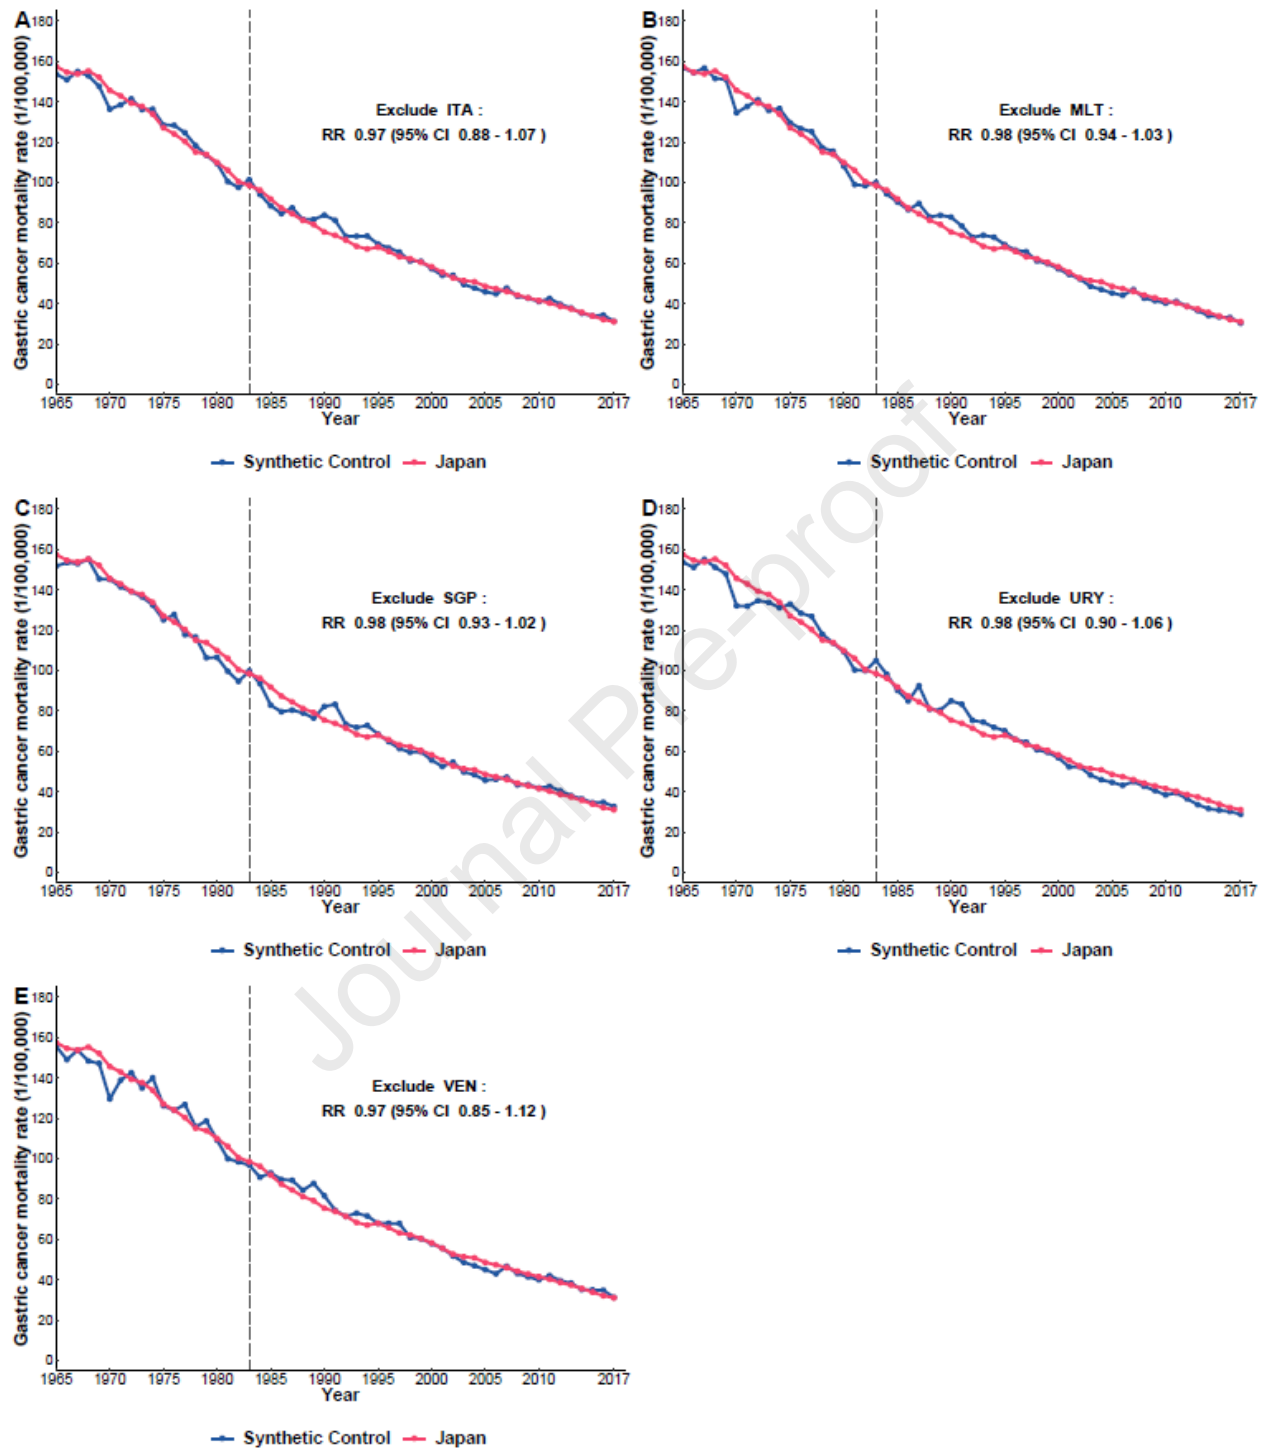 A
Gastric cancer mortality rate (1/100,000)
180
160
140
120
100
80
60
40
20
0
Exclude ITA :
RR 0.97 (95% CI 0.88 - 1.07 )
1965 1970 1975 1980 1985 1990 1995 2000 2005 2010 2017
Year
Synthetic Control Japan
B
Gastric cancer mortality rate (1/100,000)
180
160
140
120
100
80
60
40
20
0
Exclude MLT :
RR 0.98 (95% CI 0.94 - 1.03 )
1965 1970 1975 1980 1985 1990 1995 2000 2005 2010 2017
Year
Synthetic Control Japan
C
Gastric cancer mortality rate (1/100,000)
180
160
140
120
100
80
60
40
20
0
Exclude SGP :
RR 0.98 (95% CI 0.93 - 1.02 )
1965 1970 1975 1980 1985 1990 1995 2000 2005 2010 2017
Year
Synthetic Control Japan
D
Gastric cancer mortality rate (1/100,000)
180
160
140
120
100
80
60
40
20
0
Exclude URY :
RR 0.98 (95% CI 0.90 - 1.06 )
1965 1970 1975 1980 1985 1990 1995 2000 2005 2010 2017
Year
Synthetic Control Japan
E
Gastric cancer mortality rate (1/100,000)
180
160
140
120
100
80
60
40
20
0
Exclude VEN :
RR 0.97 (95% CI 0.85 - 1.12 )
1965 1970 1975 1980 1985 1990 1995 2000 2005 2010 2017
Year
Synthetic Control Japan
Journal Pre-proof